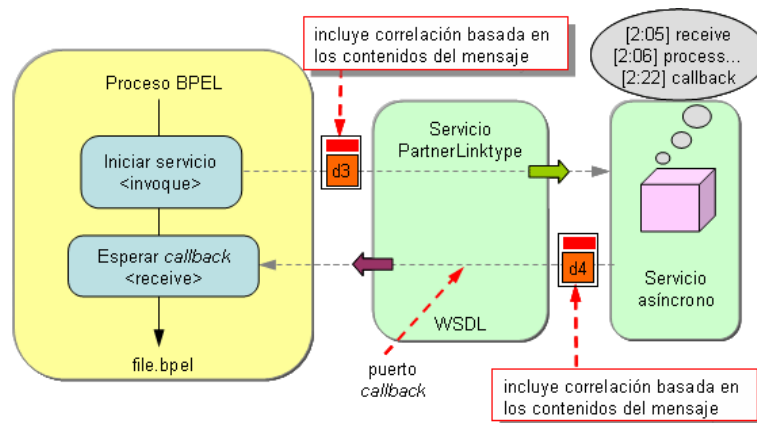 incluye correlación basada en
los contenidos del mensaje
[2:05] receive
[2:06] process...
[2:22] callback
Proceso BPEL
Iniciar servicio
<invoque>
d3
Servicio
PartnerLinktype
Esperar callback
<receive>
d4
Servicio
asíncrono
WSDL
file.bpel
puerto
callback
incluye correlación basada en
los contenidos del mensaje